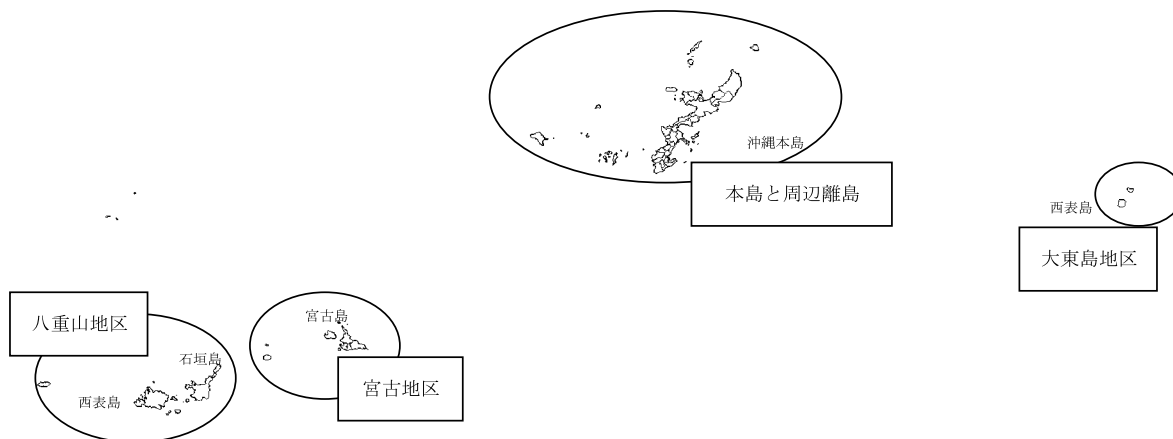 沖縄本島
本島と周辺離島
西表島
大東島地区
八重山地区
石垣島
西表島
宮古島
宮古地区